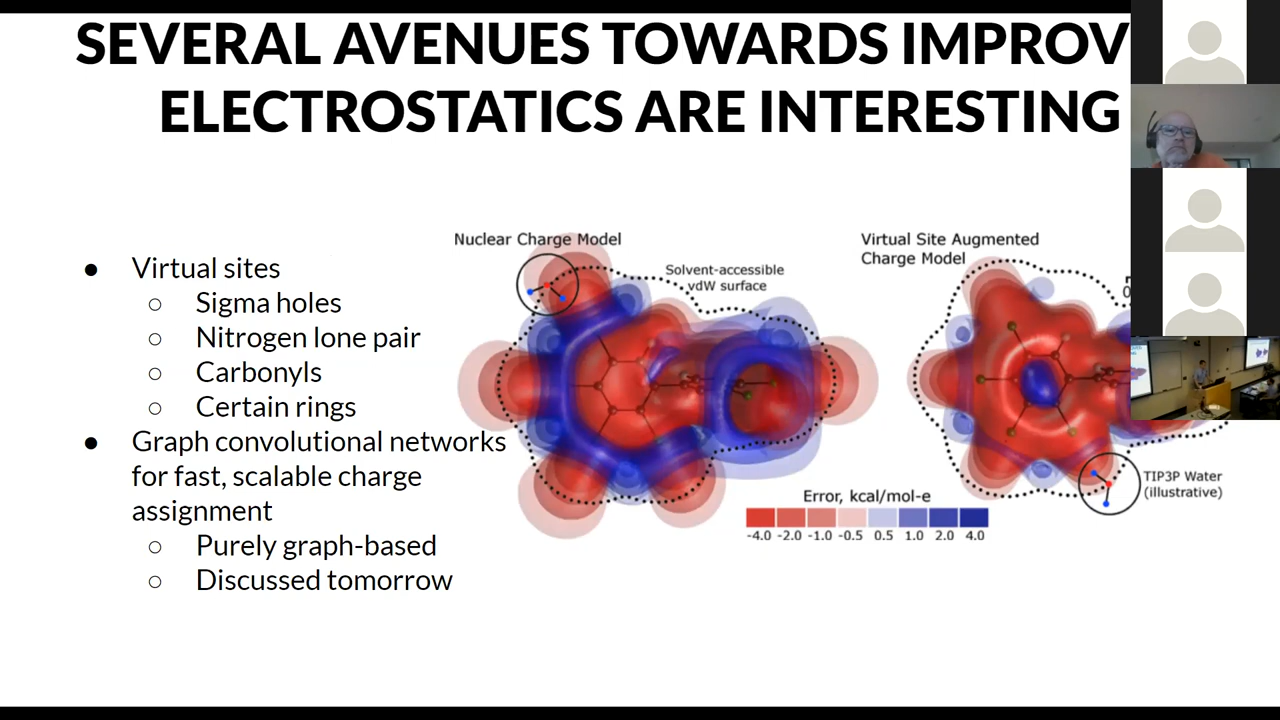 SEVERAL AVENUES TOWARDS IMPROV
ELECTROSTATICS ARE INTERESTING
● Virtual sites
○ Sigma holes
○ Nitrogen lone pair
○ Carbonyls
○ Certain rings
● Graph convolutional networks
for fast, scalable charge
assignment
○ Purely graph-based
○ Discussed tomorrow
Nuclear Charge Model
Solvent-accessible
vdW surface
Virtual Site Augmented
Charge Model
TIP3P Water
(illustrative)
Error, kcal/mol-e
-4.0 -2.0 -1.0 -0.5 0.5 1.0 2.0 4.0